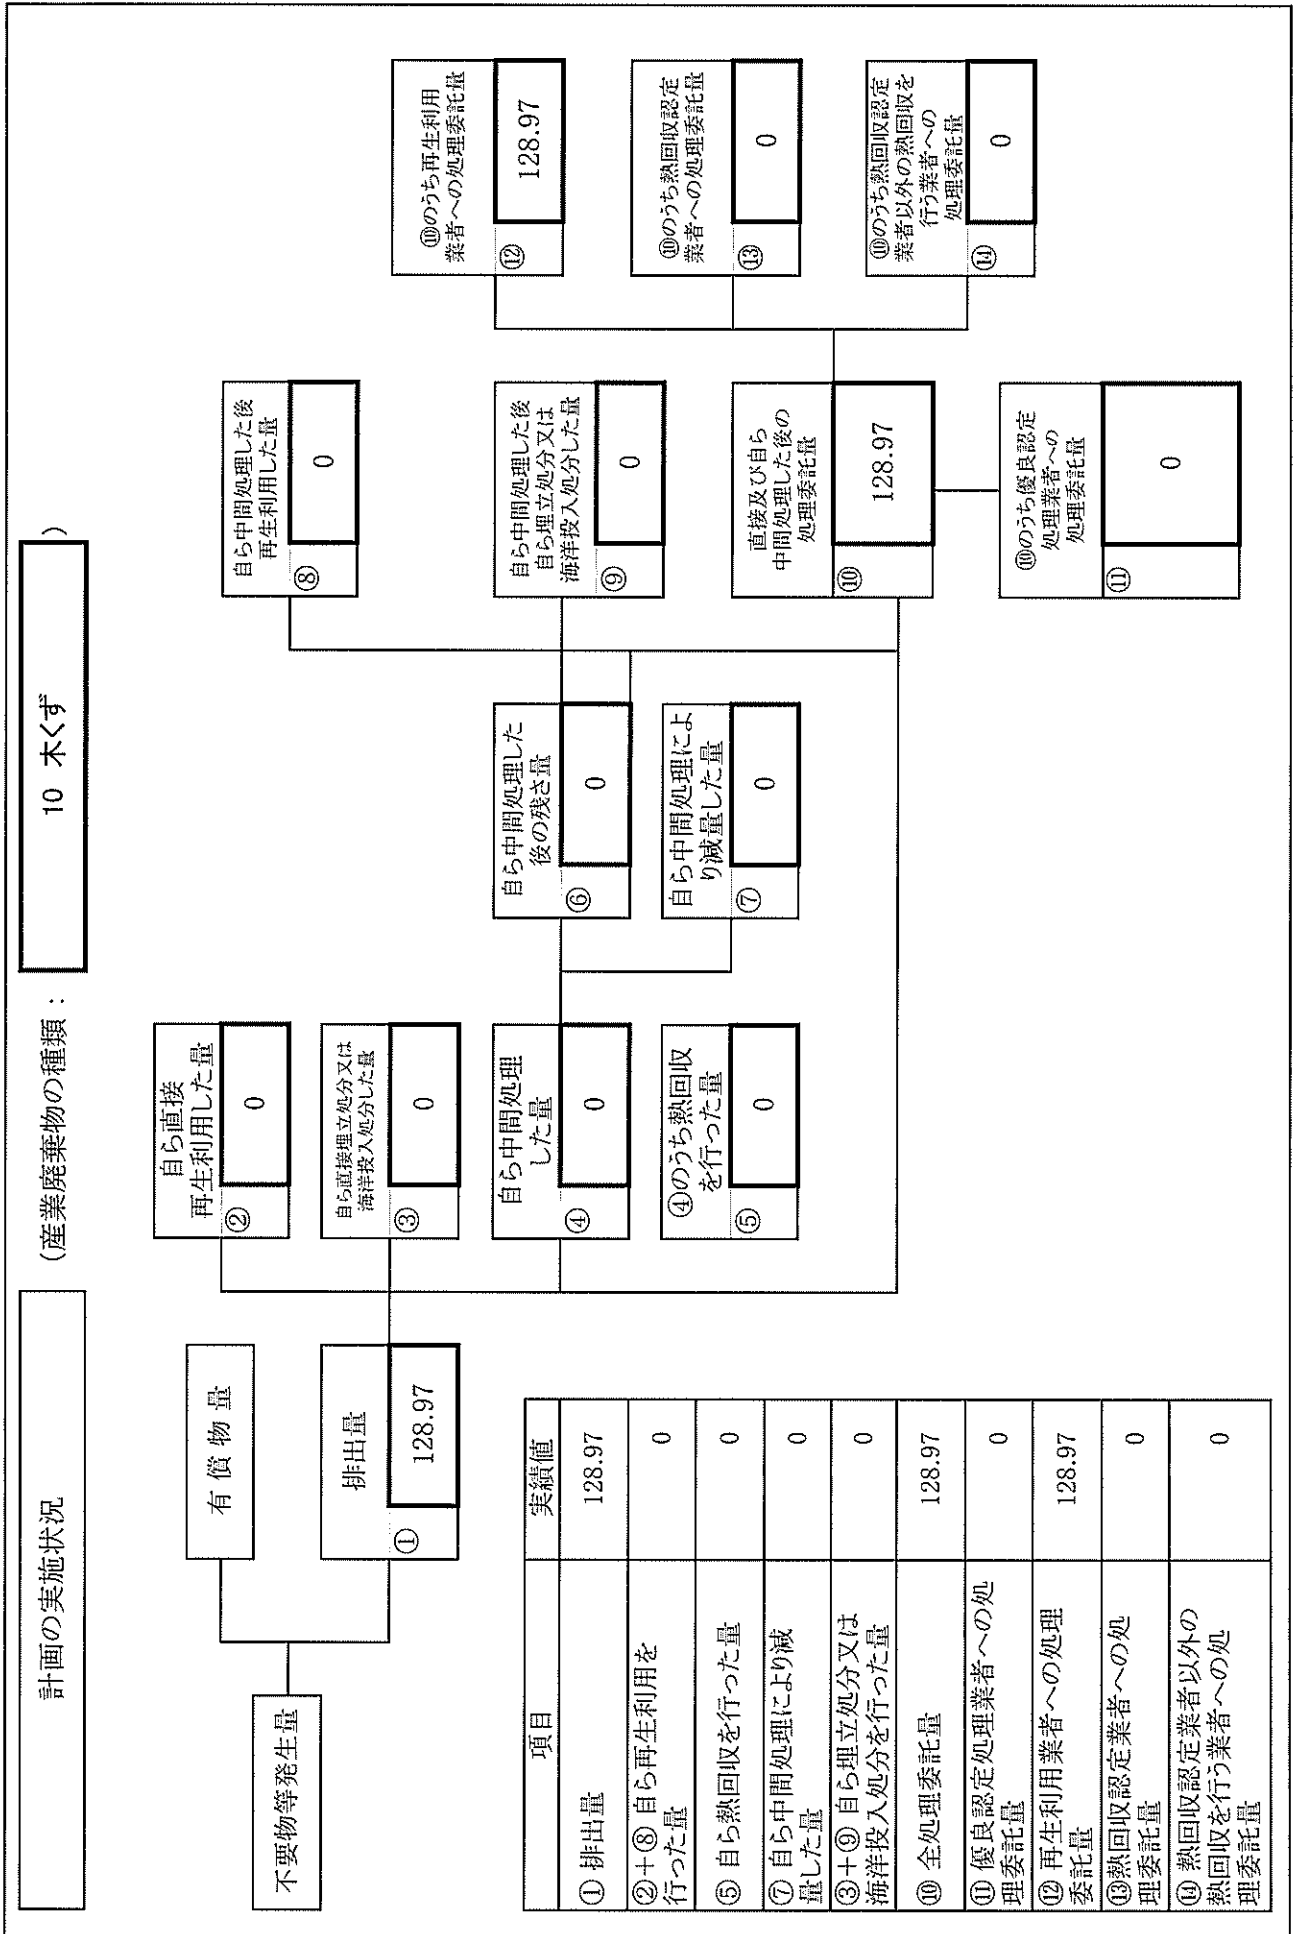 計画の実施状況
(産業廃棄物の種類：
10 木くず
)
不要物等発生量
有 償 物 量
排出量
①
128.97
自ら直接
再生利用した量
②
0
自ら直接埋立処分又は
海洋投入処分した量
③
0
自ら中間処理
した量
④
0
④のうち熱回収
を行った量
⑤
0
自ら中間処理した
後の残さ量
⑥
0
自ら中間処理によ
り減量した量
⑦
0
自ら中間処理した後
再生利用した量
⑧
0
自ら中間処理した後
自ら埋立処分又は
海洋投入処分した量
⑨
0
直接及び自ら
中間処理した後の
処理委託量
⑩
128.97
⑩のうち優良認定
処理業者への
処理委託量
⑪
0
⑩のうち再生利用
業者への処理委託量
⑫
128.97
⑩のうち熱回収認定
業者への処理委託量
⑬
0
⑩のうち熱回収認定
業者以外の熱回収を
行う業者への
処理委託量
⑭
0
項目 実績値
① 排出量 128.97
②+⑧ 自ら再生利用を
行った量 0
⑤ 自ら熱回収を行った量 0
⑦ 自ら中間処理により減
量した量 0
③+⑨ 自ら埋立処分又は
海洋投入処分を行った量 0
⑩ 全処理委託量 128.97
⑪ 優良認定処理業者への処
理委託量 0
⑫ 再生利用業者への処理
委託量 128.97
⑬熱回収認定業者への処
理委託量 0
⑭ 熱回収認定業者以外の
熱回収を行う業者への処
理委託量 0